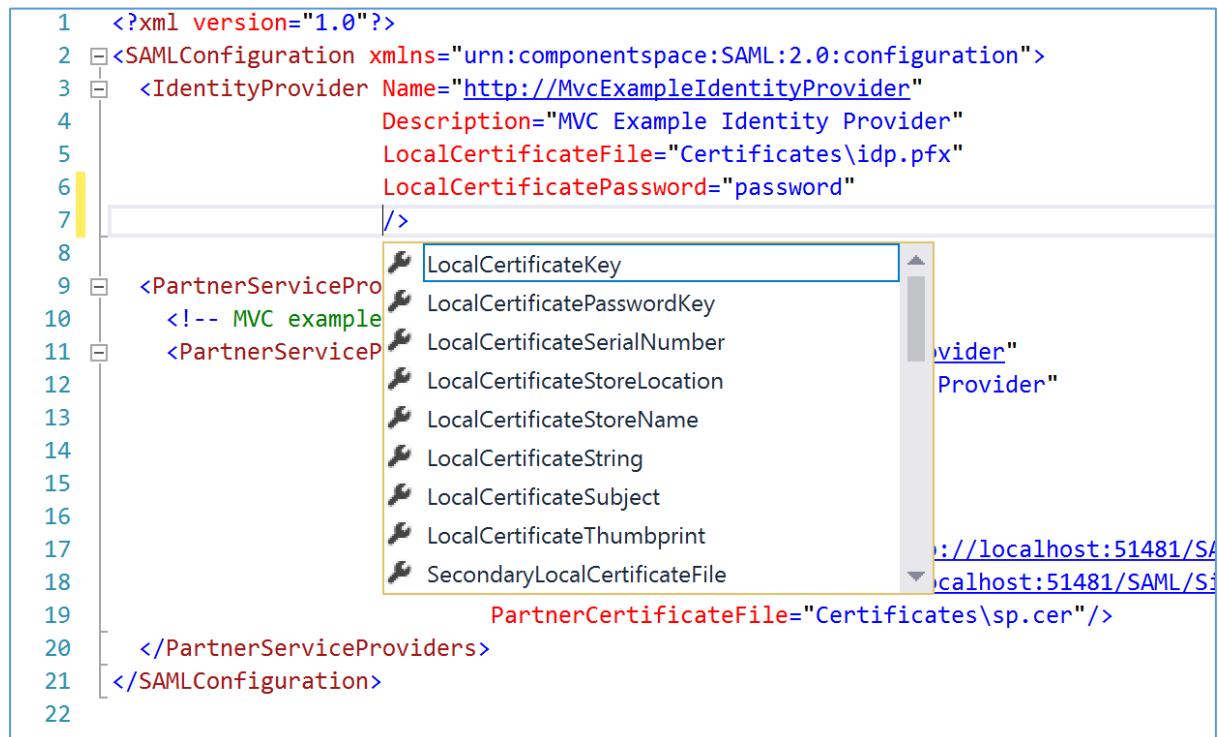 1 <?xml version="1.0"?>
2 <SAMLConfiguration xmlns="urn:componentspace:SAML:2.0:configuration">
3 <IdentityProvider Name="http://MvcExampleIdentityProvider"
4 Description="MVC Example Identity Provider"
5 LocalCertificateFile="Certificates\idp.pfx"
6 LocalCertificatePassword="password"
7 />
8
LocalCertificateKey
9 <PartnerServicePro
LocalCertificatePasswordKey
10 <!-- MVC example
LocalCertificateSerialNumber
11 <PartnerServiceP vider"
LocalCertificateStoreLocation
12 Provider"
LocalCertificateStoreName
13
14
LocalCertificateString
15
LocalCertificateSubject
16
LocalCertificateThumbprint
17 ://localhost:51481/SA
SecondaryLocalCertificateFile
18 calhost:51481/SAML/Si
19 PartnerCertificateFile="Certificates\sp.cer"/>
20 </PartnerServiceProviders>
21 </SAMLConfiguration>
22